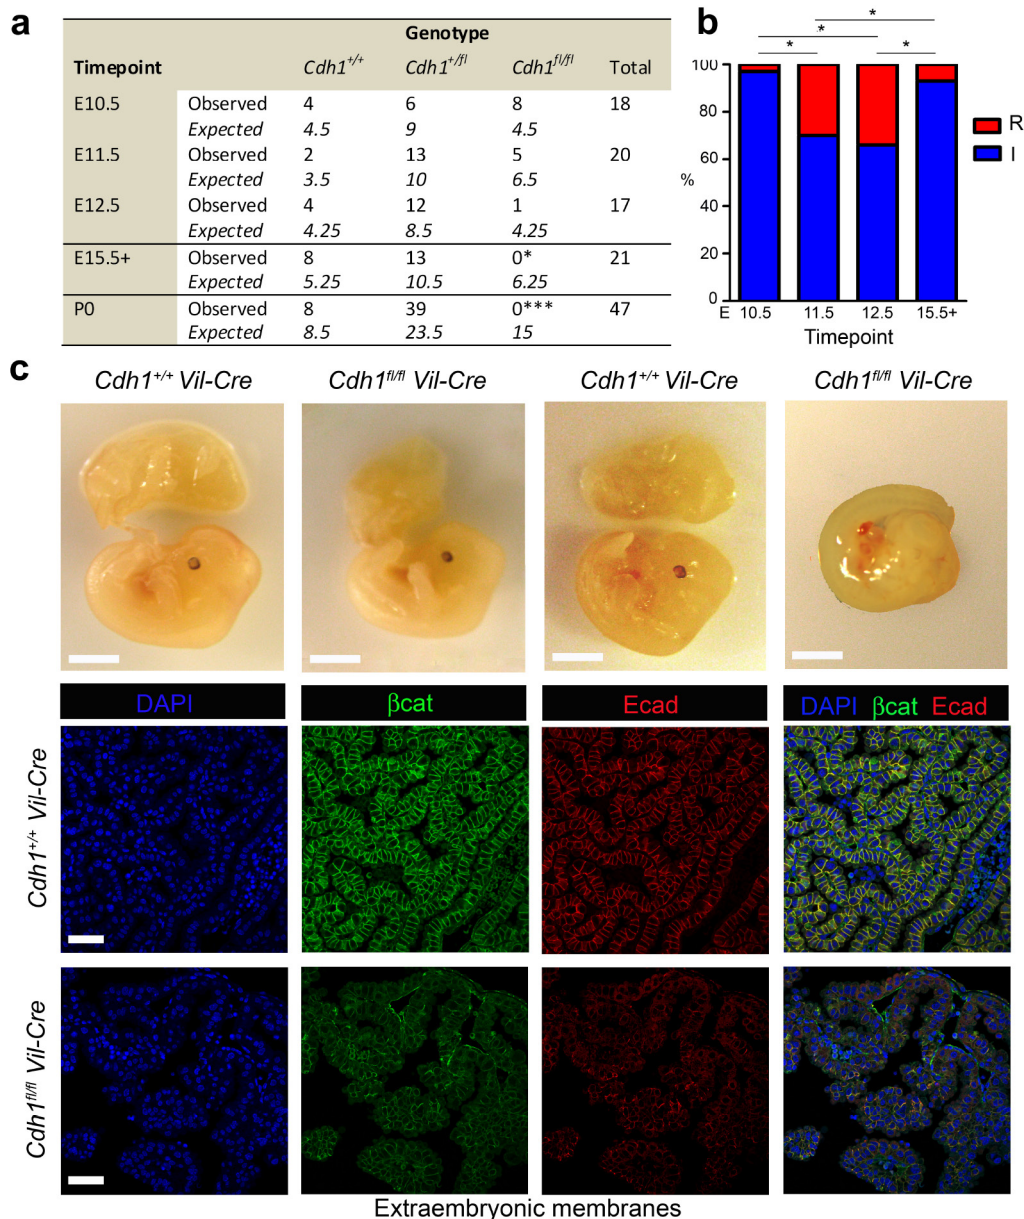 a
Genotype
Timepoint Cdh1+/+ Cdh1+/fl Cdh1fl/fl Total
E10.5 Observed 4 6 8 18
Expected 4.5 9 4.5
E11.5 Observed 2 13 5 20
Expected 3.5 10 6.5
E12.5 Observed 4 12 1 17
Expected 4.25 8.5 4.25
E15.5+ Observed 8 13 0* 21
Expected 5.25 10.5 6.25
P0 Observed 8 39 0*** 47
Expected 8.5 23.5 15
b
*
*
* *
100
80
60
%
40
20
0
E 10.5 11.5 12.5 15.5+
Timepoint
R
I
c
Cdh1+/+ Vil-Cre Cdh1fl/fl Vil-Cre Cdh1+/+ Vil-Cre Cdh1fl/fl Vil-Cre
DAPI βcat Ecad DAPI βcat Ecad
Cdh1+/+ Vil-Cre
Cdh1fl/fl Vil-Cre
Extraembryonic membranes